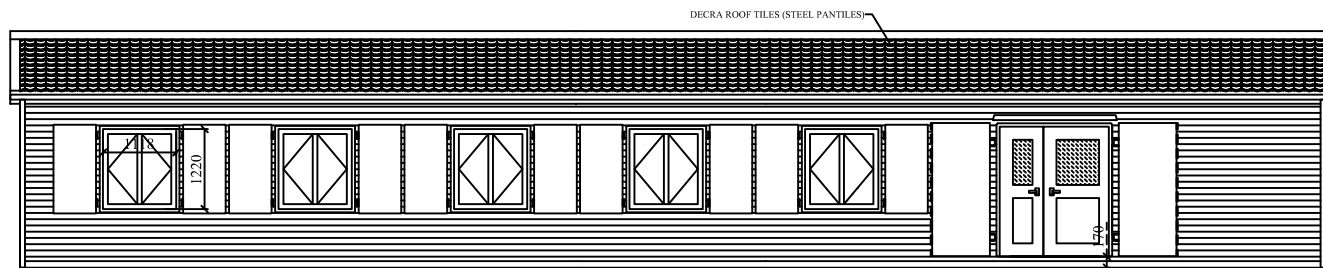 DECRA ROOF TILES (STEEL PANTILES)
1118
1220
170